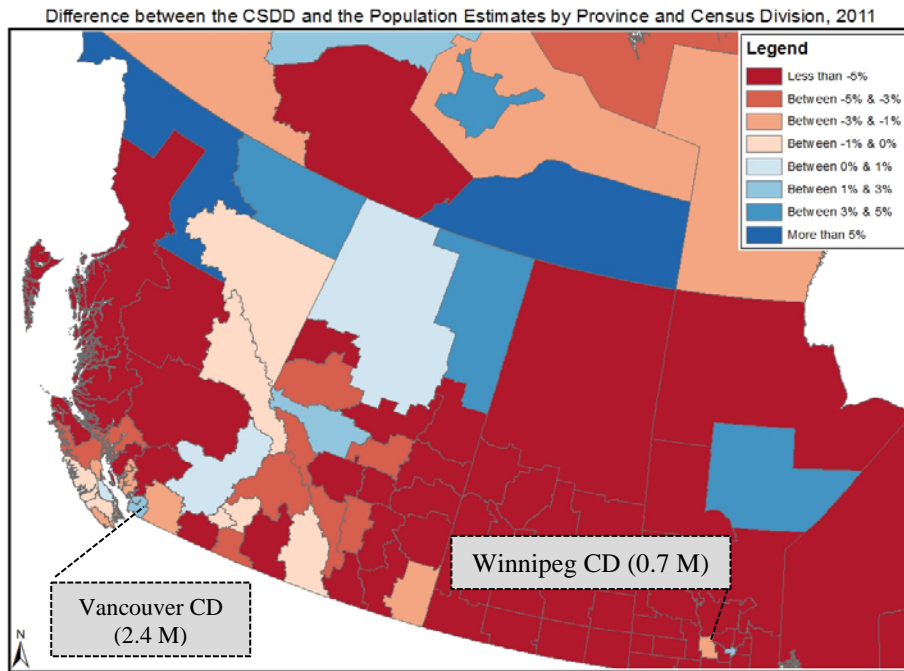 Difference between the CSDD and the Population Estimates by Province and Census Division, 2011
Legend
Less than -5%
Between -5% & -3%
Between -3% & -1%
Between -1% & 0%
Between 0% & 1%
Between 1% & 3%
Between 3% & 5%
More than 5%
Winnipeg CD (0.7 M)
Vancouver CD
(2.4 M)
N